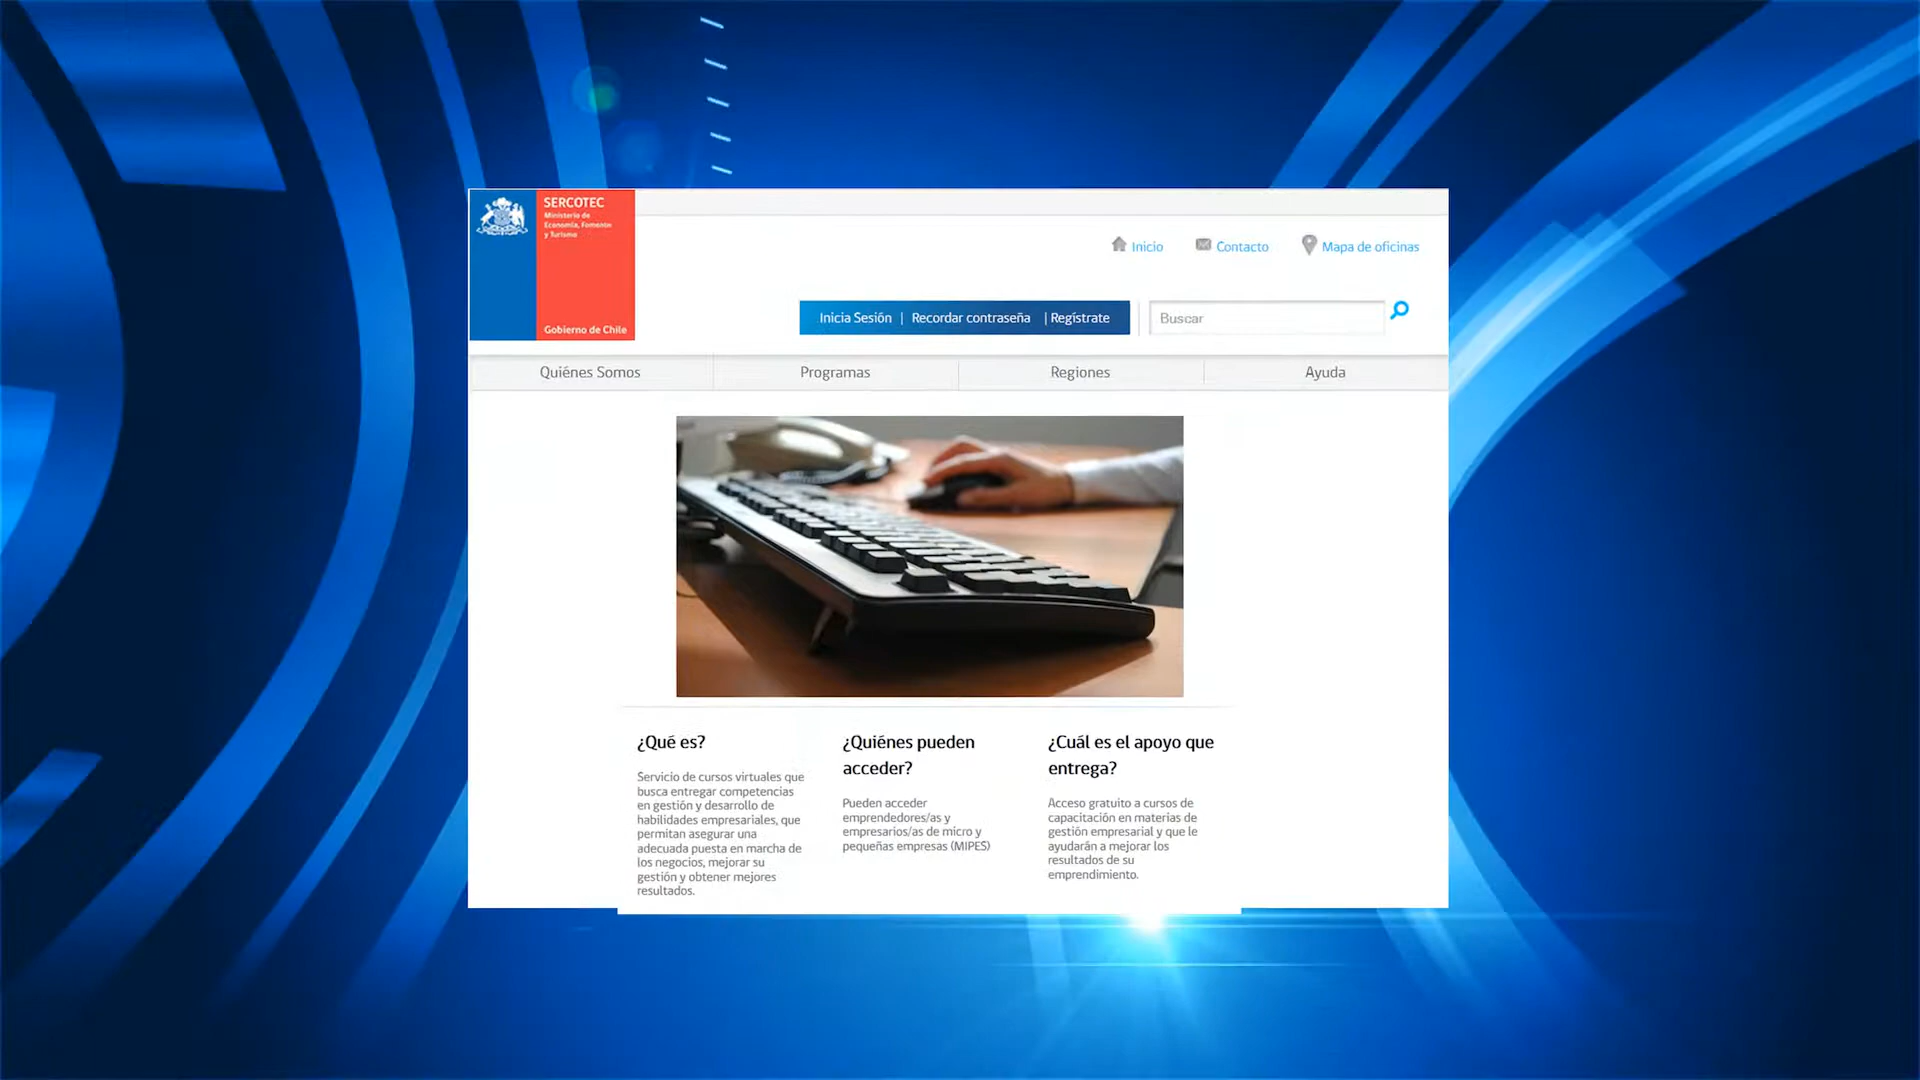 SERCOTEC
Ministerio de
Economía, Fomento
y Turismo
Gobierno de Chile
Inicio
Contacto
Mapa de oficinas
Inicia Sesión | Recordar contraseña | Regístrate
Buscar
Quiénes Somos
Programas
Regiones
Ayuda
¿Qué es?
Servicio de cursos virtuales que
busca entregar competencias
en gestión y desarrollo de
habilidades empresariales, que
permitan asegurar una
adecuada puesta en marcha de
los negocios, mejorar su
gestión y obtener mejores
resultados.
¿Quiénes pueden
acceder?
Pueden acceder
emprendedores/as y
empresarios/as de micro y
pequeñas empresas (MIPES)
¿Cuál es el apoyo que
entrega?
Acceso gratuito a cursos de
capacitación en materias de
gestión empresarial y que le
ayudarán a mejorar los
resultados de su
emprendimiento.